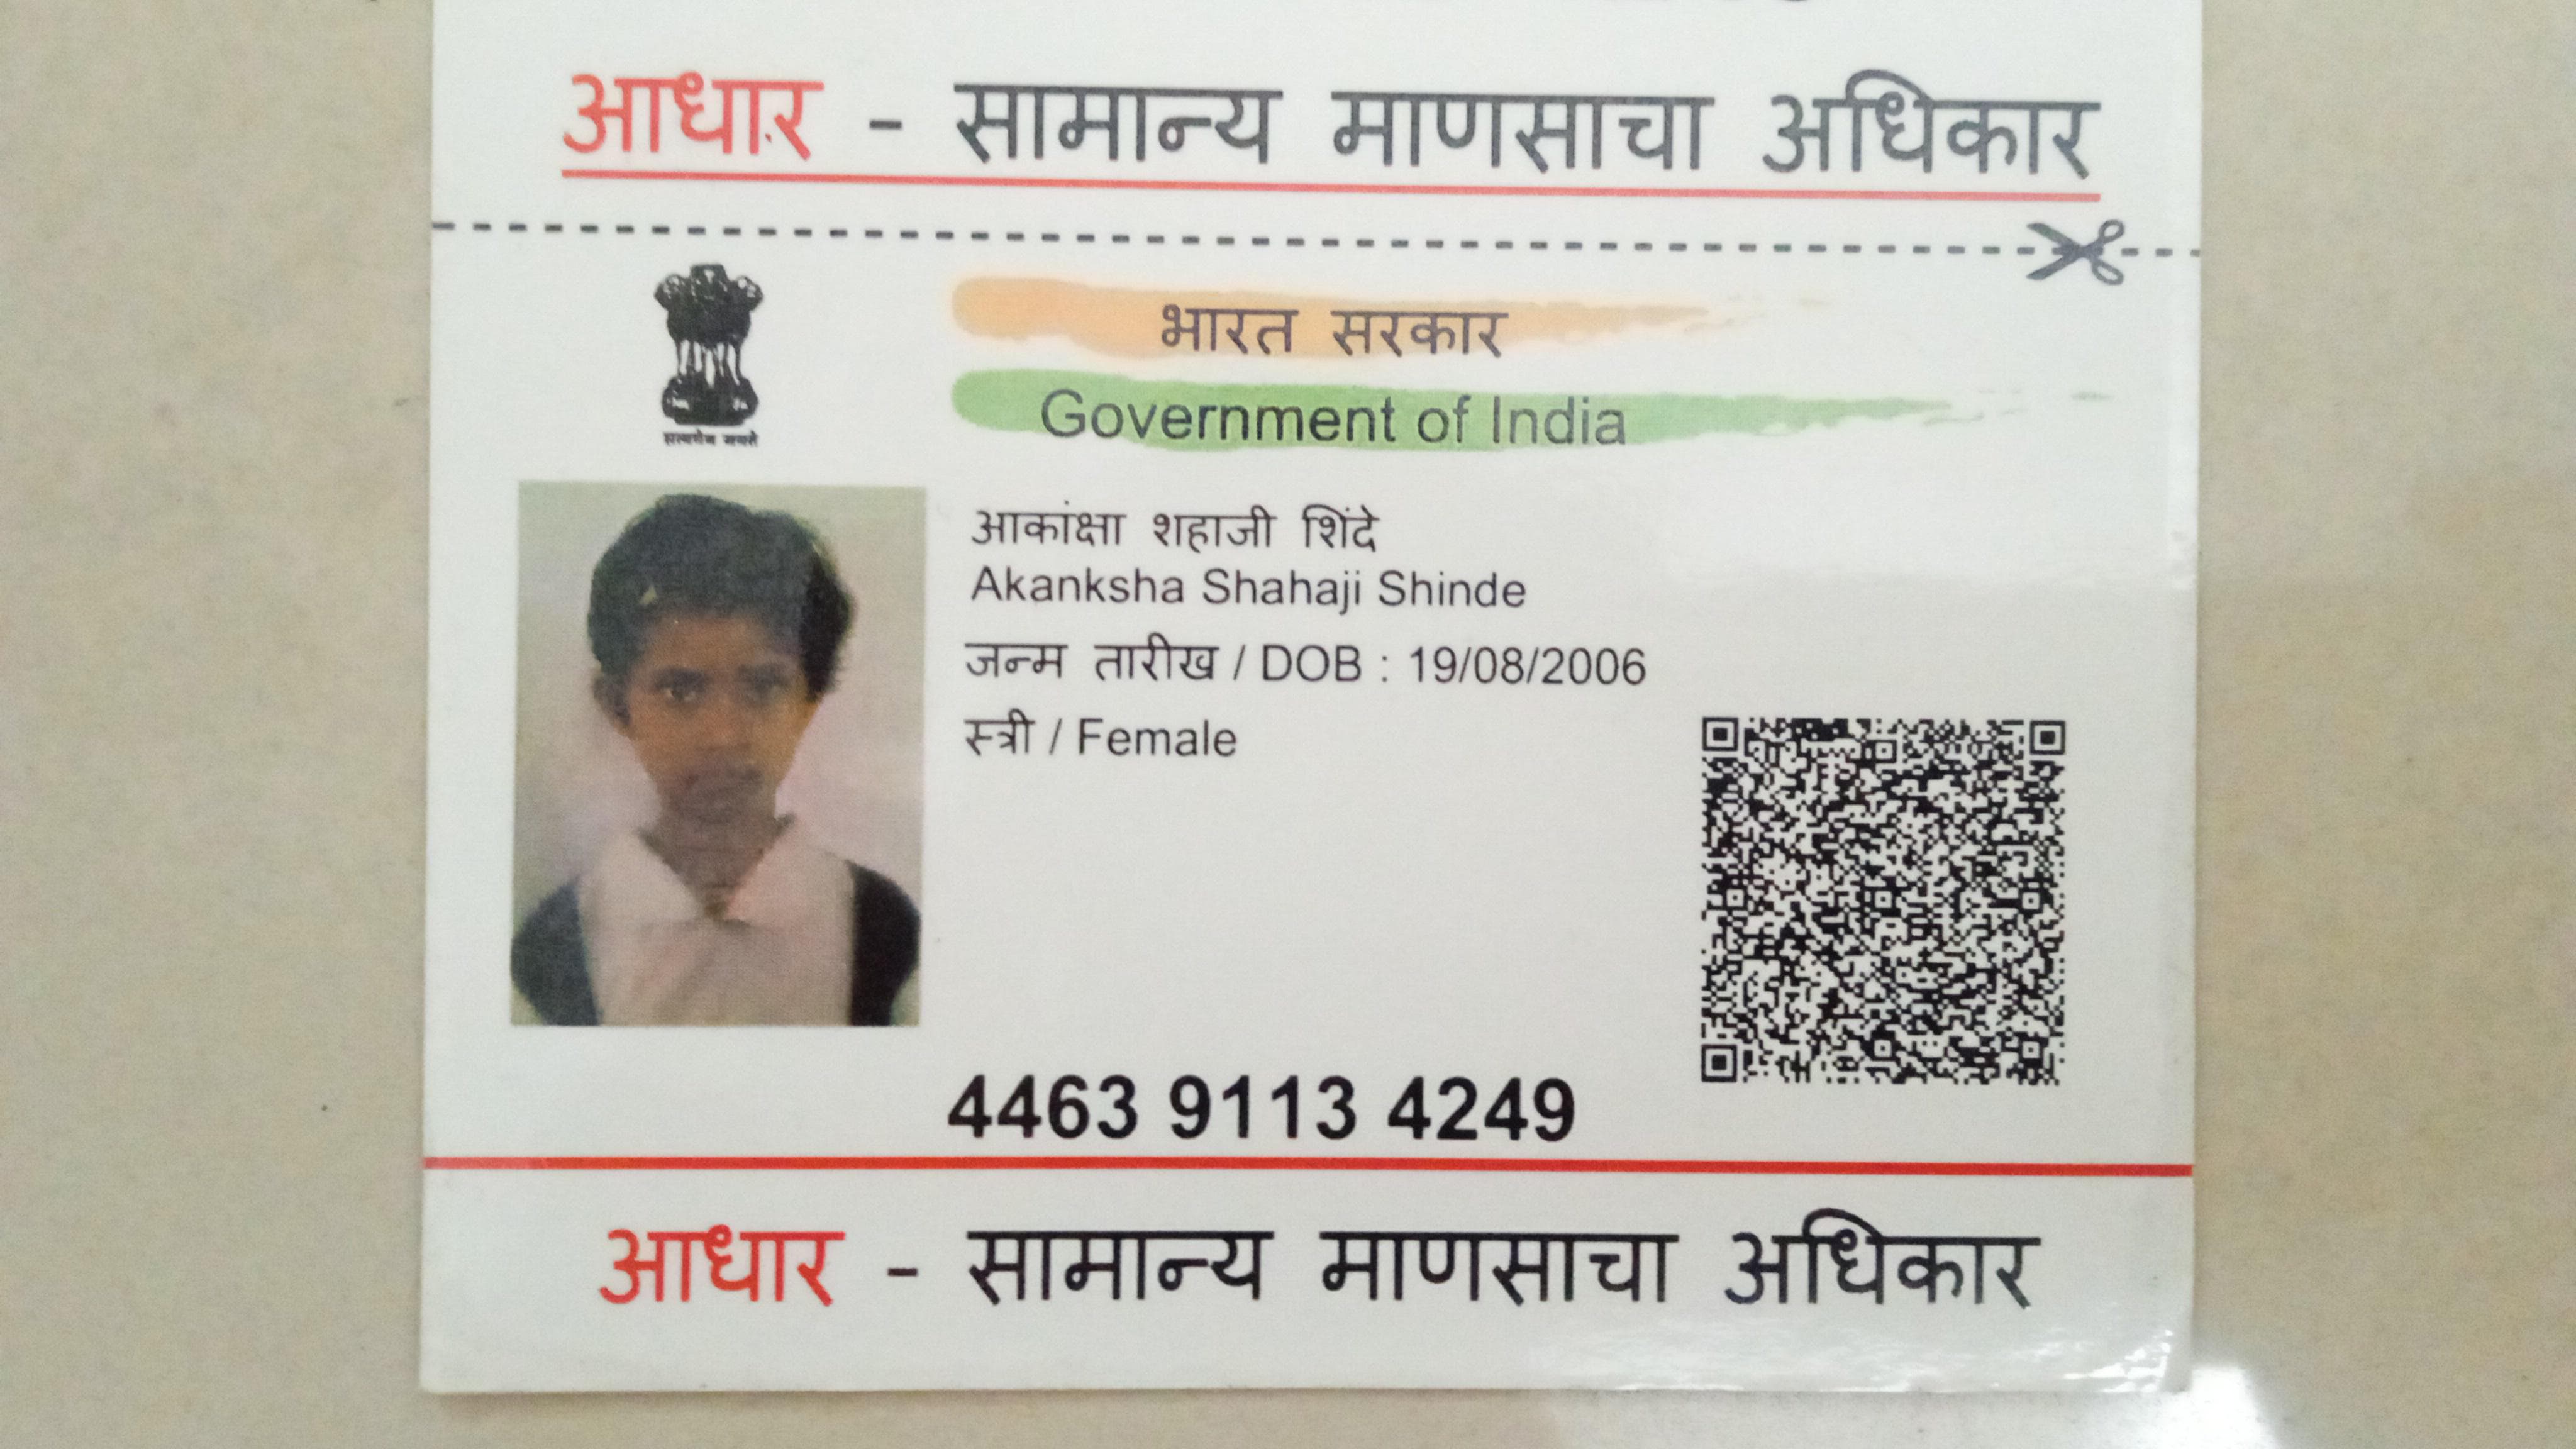 आधार - सामान्य माणसाचा अधिकार
सत्यमेव जयते
भारत सरकार
Government of India
आकांक्षा शहाजी शिंदे
Akanksha Shahaji Shinde
जन्म तारीख / DOB : 19/08/2006
स्त्री / Female
4463 9113 4249
आधार - सामान्य माणसाचा अधिकार